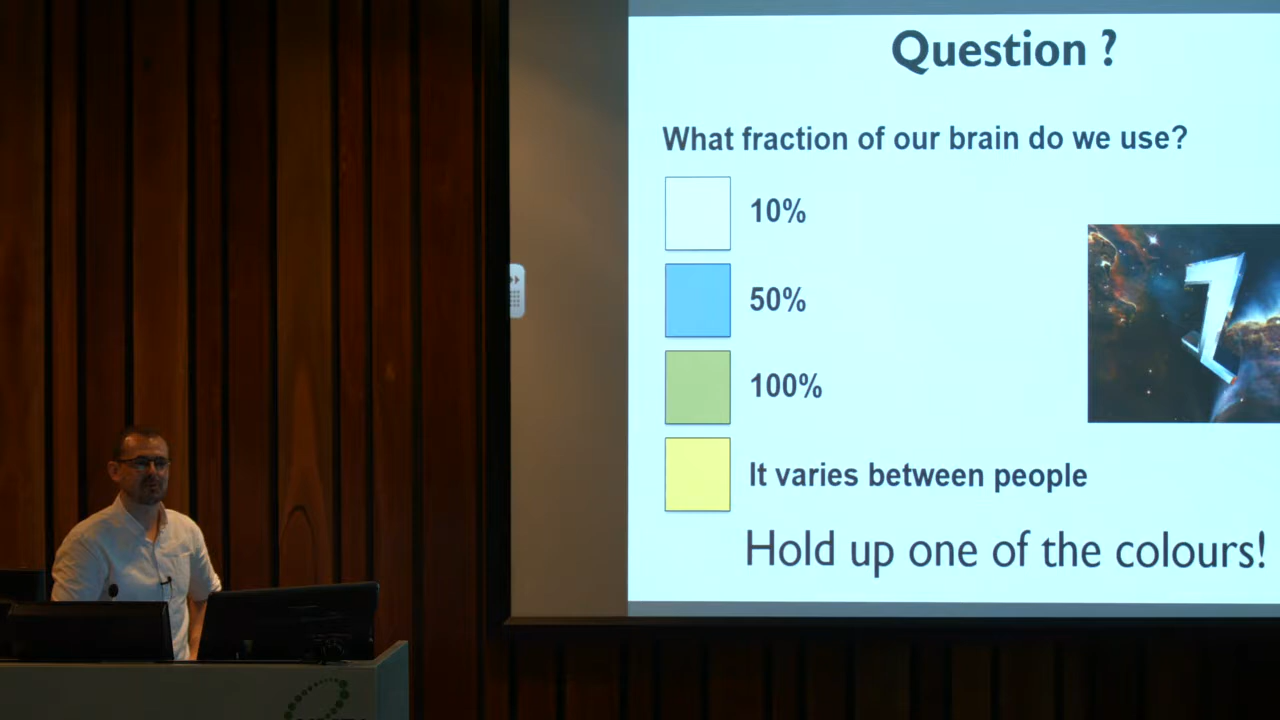 Question ?
What fraction of our brain do we use?
10%
50%
100%
It varies between people
Hold up one of the colours!